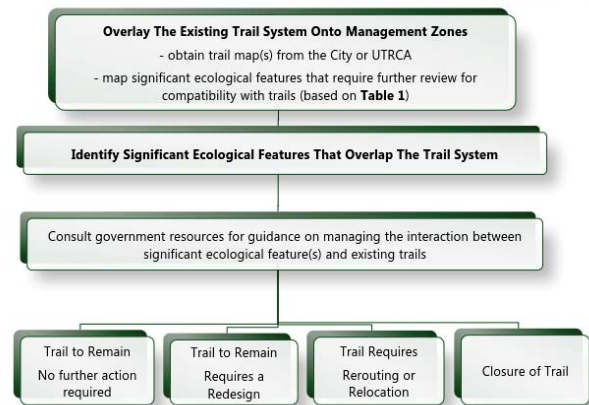 Overlay The Existing Trail System Onto Management Zones
- obtain trail map(s) from the City or UTRCA
- map significant ecological features that require further review for
compatibility with trails (based on Table 1)
Identify Significant Ecological Features That Overlap The Trail System
Consult government resources for guidance on managing the interaction between
significant ecological feature(s) and existing trails
Trail to Remain
No further action
required
Trail to Remain
Requires a
Redesign
Trail Requires
Rerouting or
Relocation
Closure of Trail